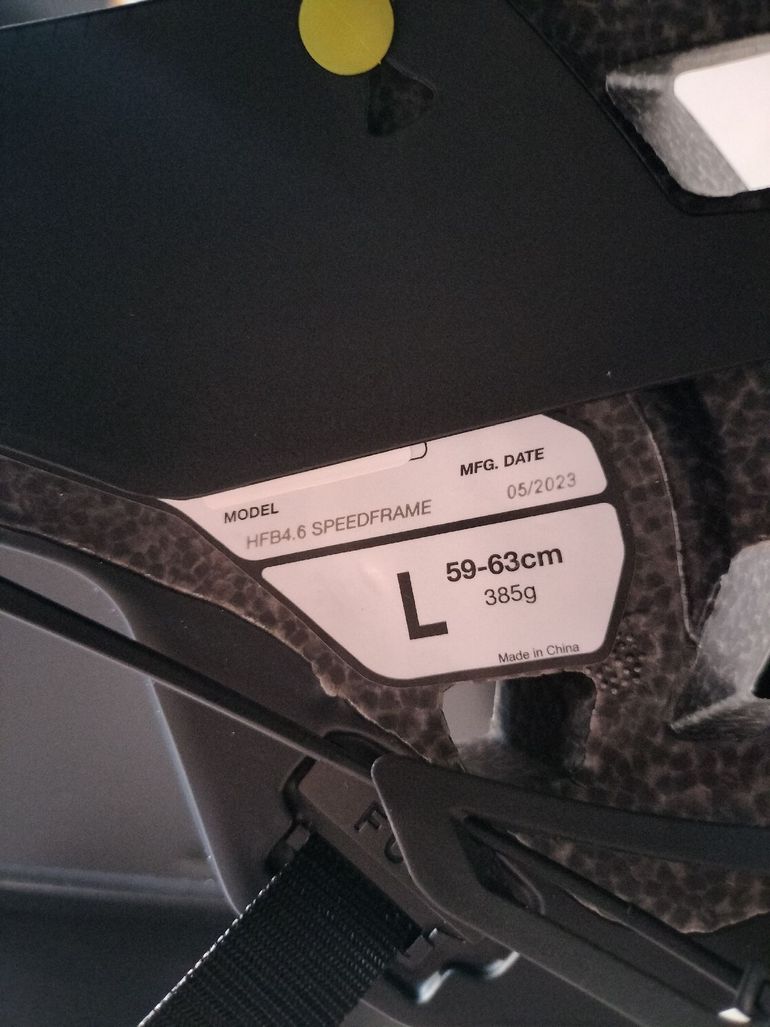 MODEL
HFB4.6 SPEEDFRAME
MFG. DATE
05/2023
L
59-63cm
385g
Made in China